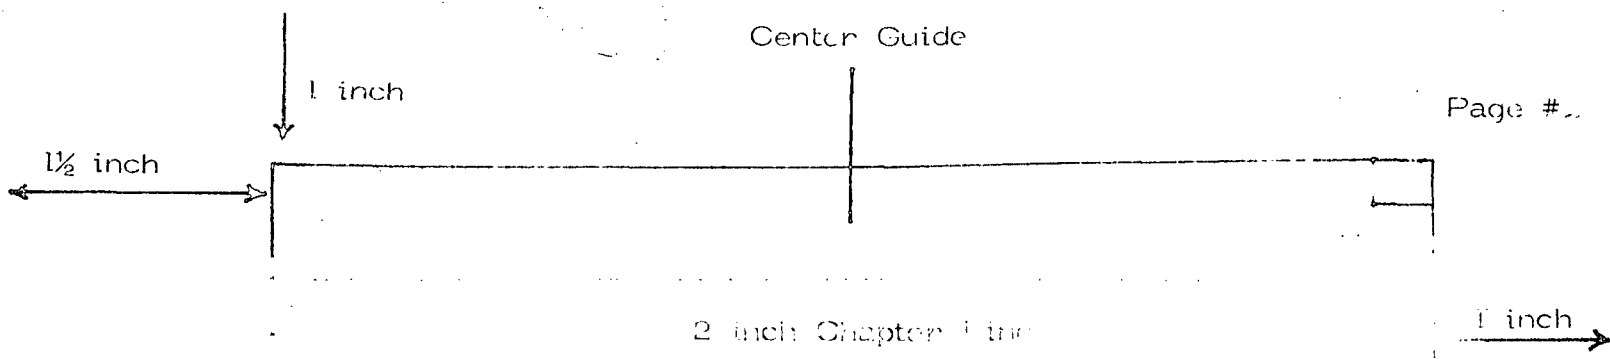 Center Guide
1 inch
Page #
1½ inch
2 inch Chapter Line
1 inch